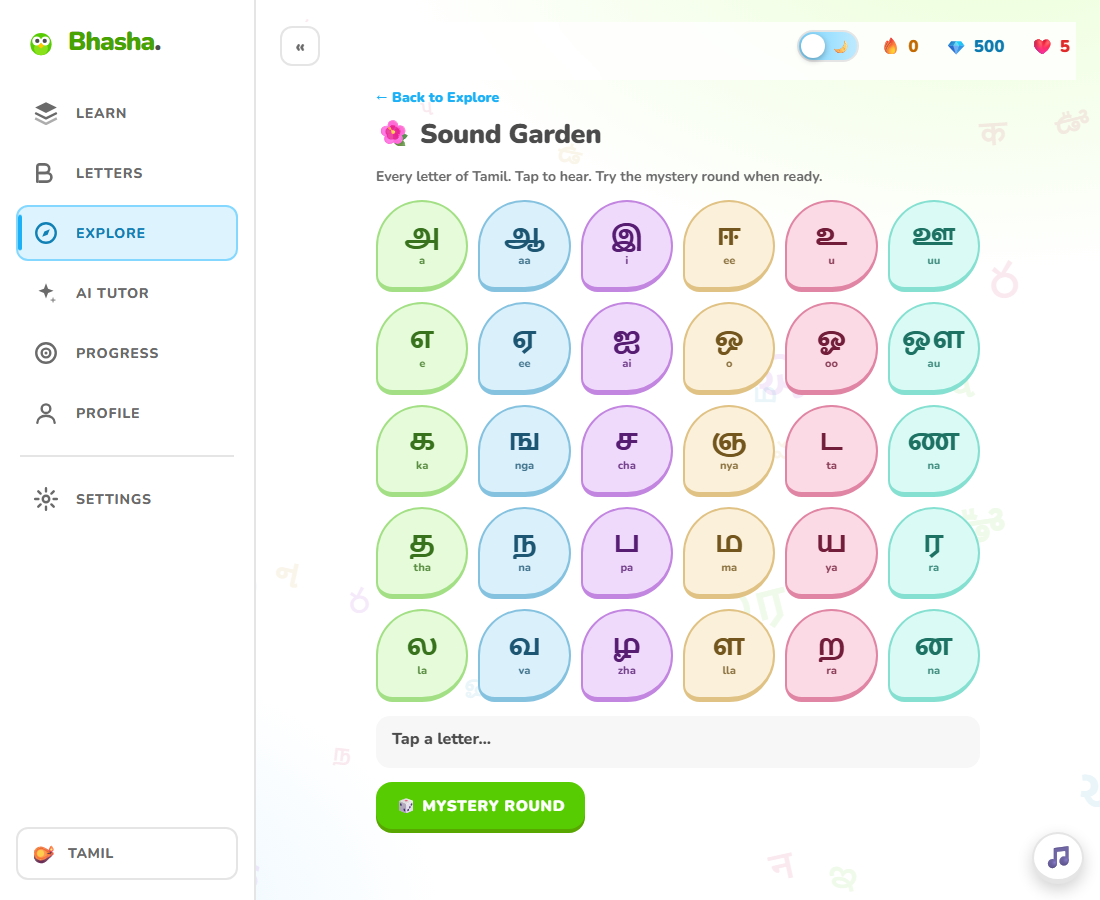 Bhasha.
LEARN
LETTERS
EXPLORE
AI TUTOR
PROGRESS
PROFILE
SETTINGS
TAMIL
«
0
500
5
← Back to Explore
Sound Garden
Every letter of Tamil. Tap to hear. Try the mystery round when ready.
அ ஆ இ ஈ உ ஊ
a aa i ee u uu
எ ஏ ஐ ஒ ஓ ஔ
e ee ai o oo au
க ங ச ஞ ட ண
ka nga cha nya ta na
த ந ப ம ய ர
tha na pa ma ya ra
ல வ ழ ள ற ன
la va zha lla ra na
Tap a letter...
MYSTERY ROUND